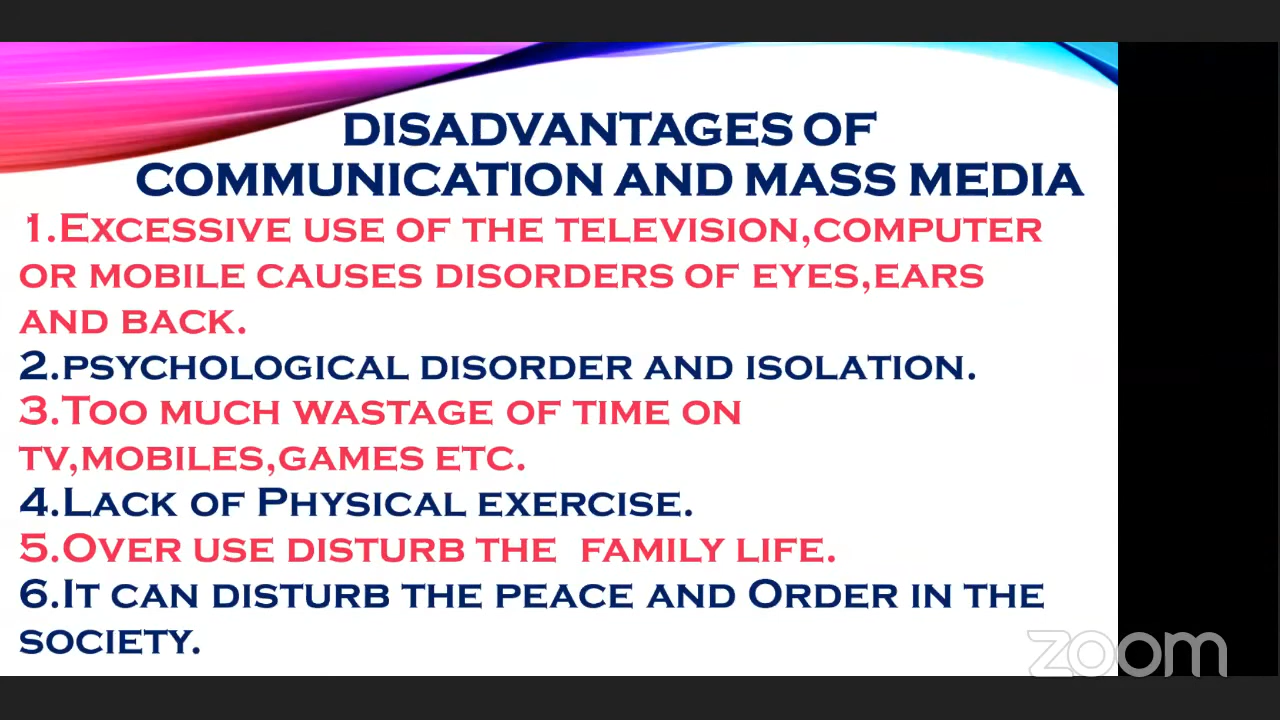 DISADVANTAGES OF
COMMUNICATION AND MASS MEDIA
1.EXCESSIVE USE OF THE TELEVISION,COMPUTER
OR MOBILE CAUSES DISORDERS OF EYES,EARS
AND BACK.
2.PSYCHOLOGICAL DISORDER AND ISOLATION.
3.TOO MUCH WASTAGE OF TIME ON
TV,MOBILES,GAMES ETC.
4.LACK OF PHYSICAL EXERCISE.
5.OVER USE DISTURB THE FAMILY LIFE.
6.IT CAN DISTURB THE PEACE AND ORDER IN THE
SOCIETY.
zoom